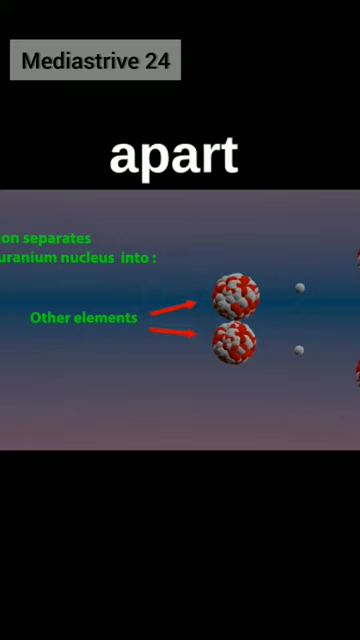 Mediastrive 24
apart
on separates
uranium nucleus into :
Other elements